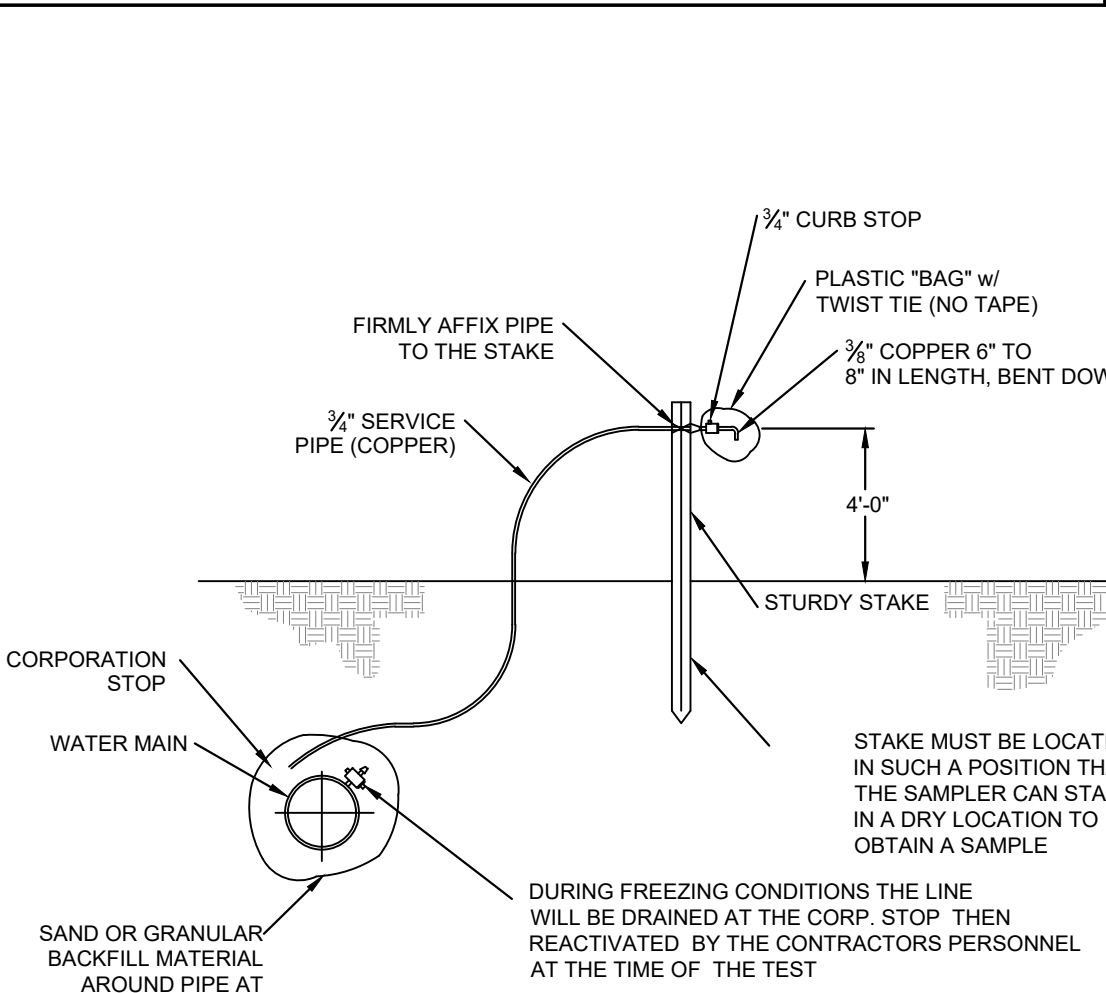 ¾" CURB STOP
PLASTIC "BAG" w/
TWIST TIE (NO TAPE)
FIRMLY AFFIX PIPE
TO THE STAKE
⅜" COPPER 6" TO
8" IN LENGTH, BENT DOW
¾" SERVICE
PIPE (COPPER)
4'-0"
STURDY STAKE
CORPORATION
STOP
WATER MAIN
STAKE MUST BE LOCAT
IN SUCH A POSITION TH
THE SAMPLER CAN STA
IN A DRY LOCATION TO
OBTAIN A SAMPLE
DURING FREEZING CONDITIONS THE LINE
WILL BE DRAINED AT THE CORP. STOP THEN
REACTIVATED BY THE CONTRACTORS PERSONNEL
AT THE TIME OF THE TEST
SAND OR GRANULAR
BACKFILL MATERIAL
AROUND PIPE AT